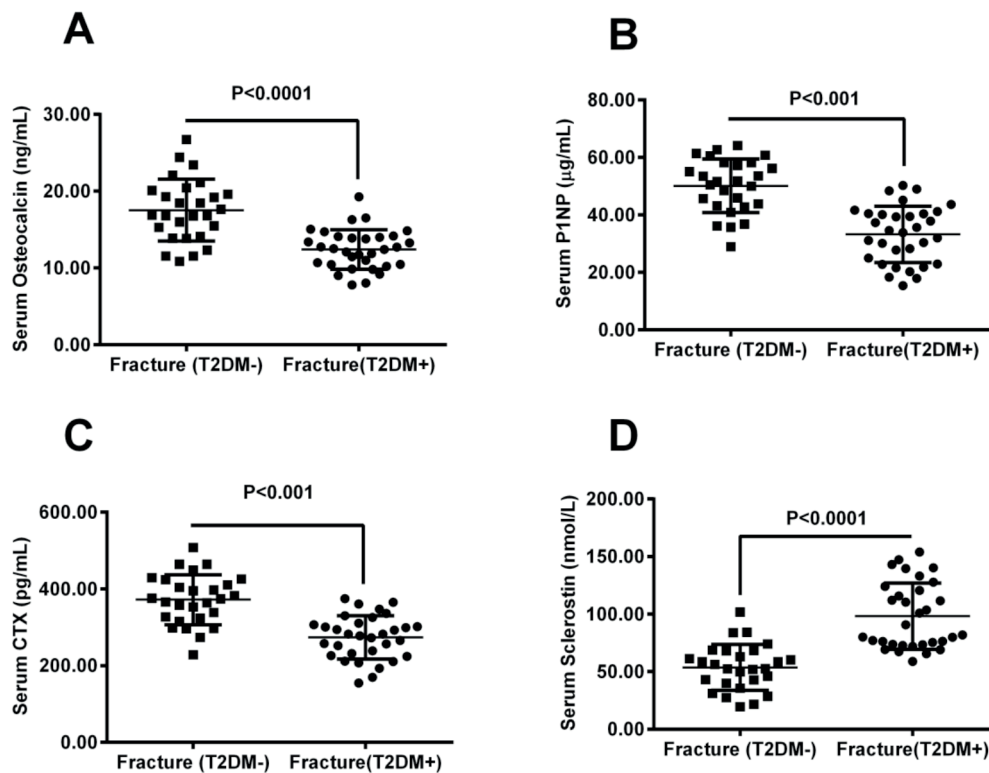 A
P<0.0001
Serum Osteocalcin (ng/mL)
30.00
20.00
10.00
0.00
Fracture (T2DM-) Fracture(T2DM+)
B
P<0.001
Serum P1NP (µg/mL)
80.00
60.00
40.00
20.00
0.00
Fracture (T2DM-) Fracture(T2DM+)
C
P<0.001
Serum CTX (pg/mL)
600.00
400.00
200.00
0.00
Fracture (T2DM-) Fracture(T2DM+)
D
P<0.0001
Serum Sclerostin (nmol/L)
200.00
150.00
100.00
50.00
0.00
Fracture (T2DM-) Fracture(T2DM+)